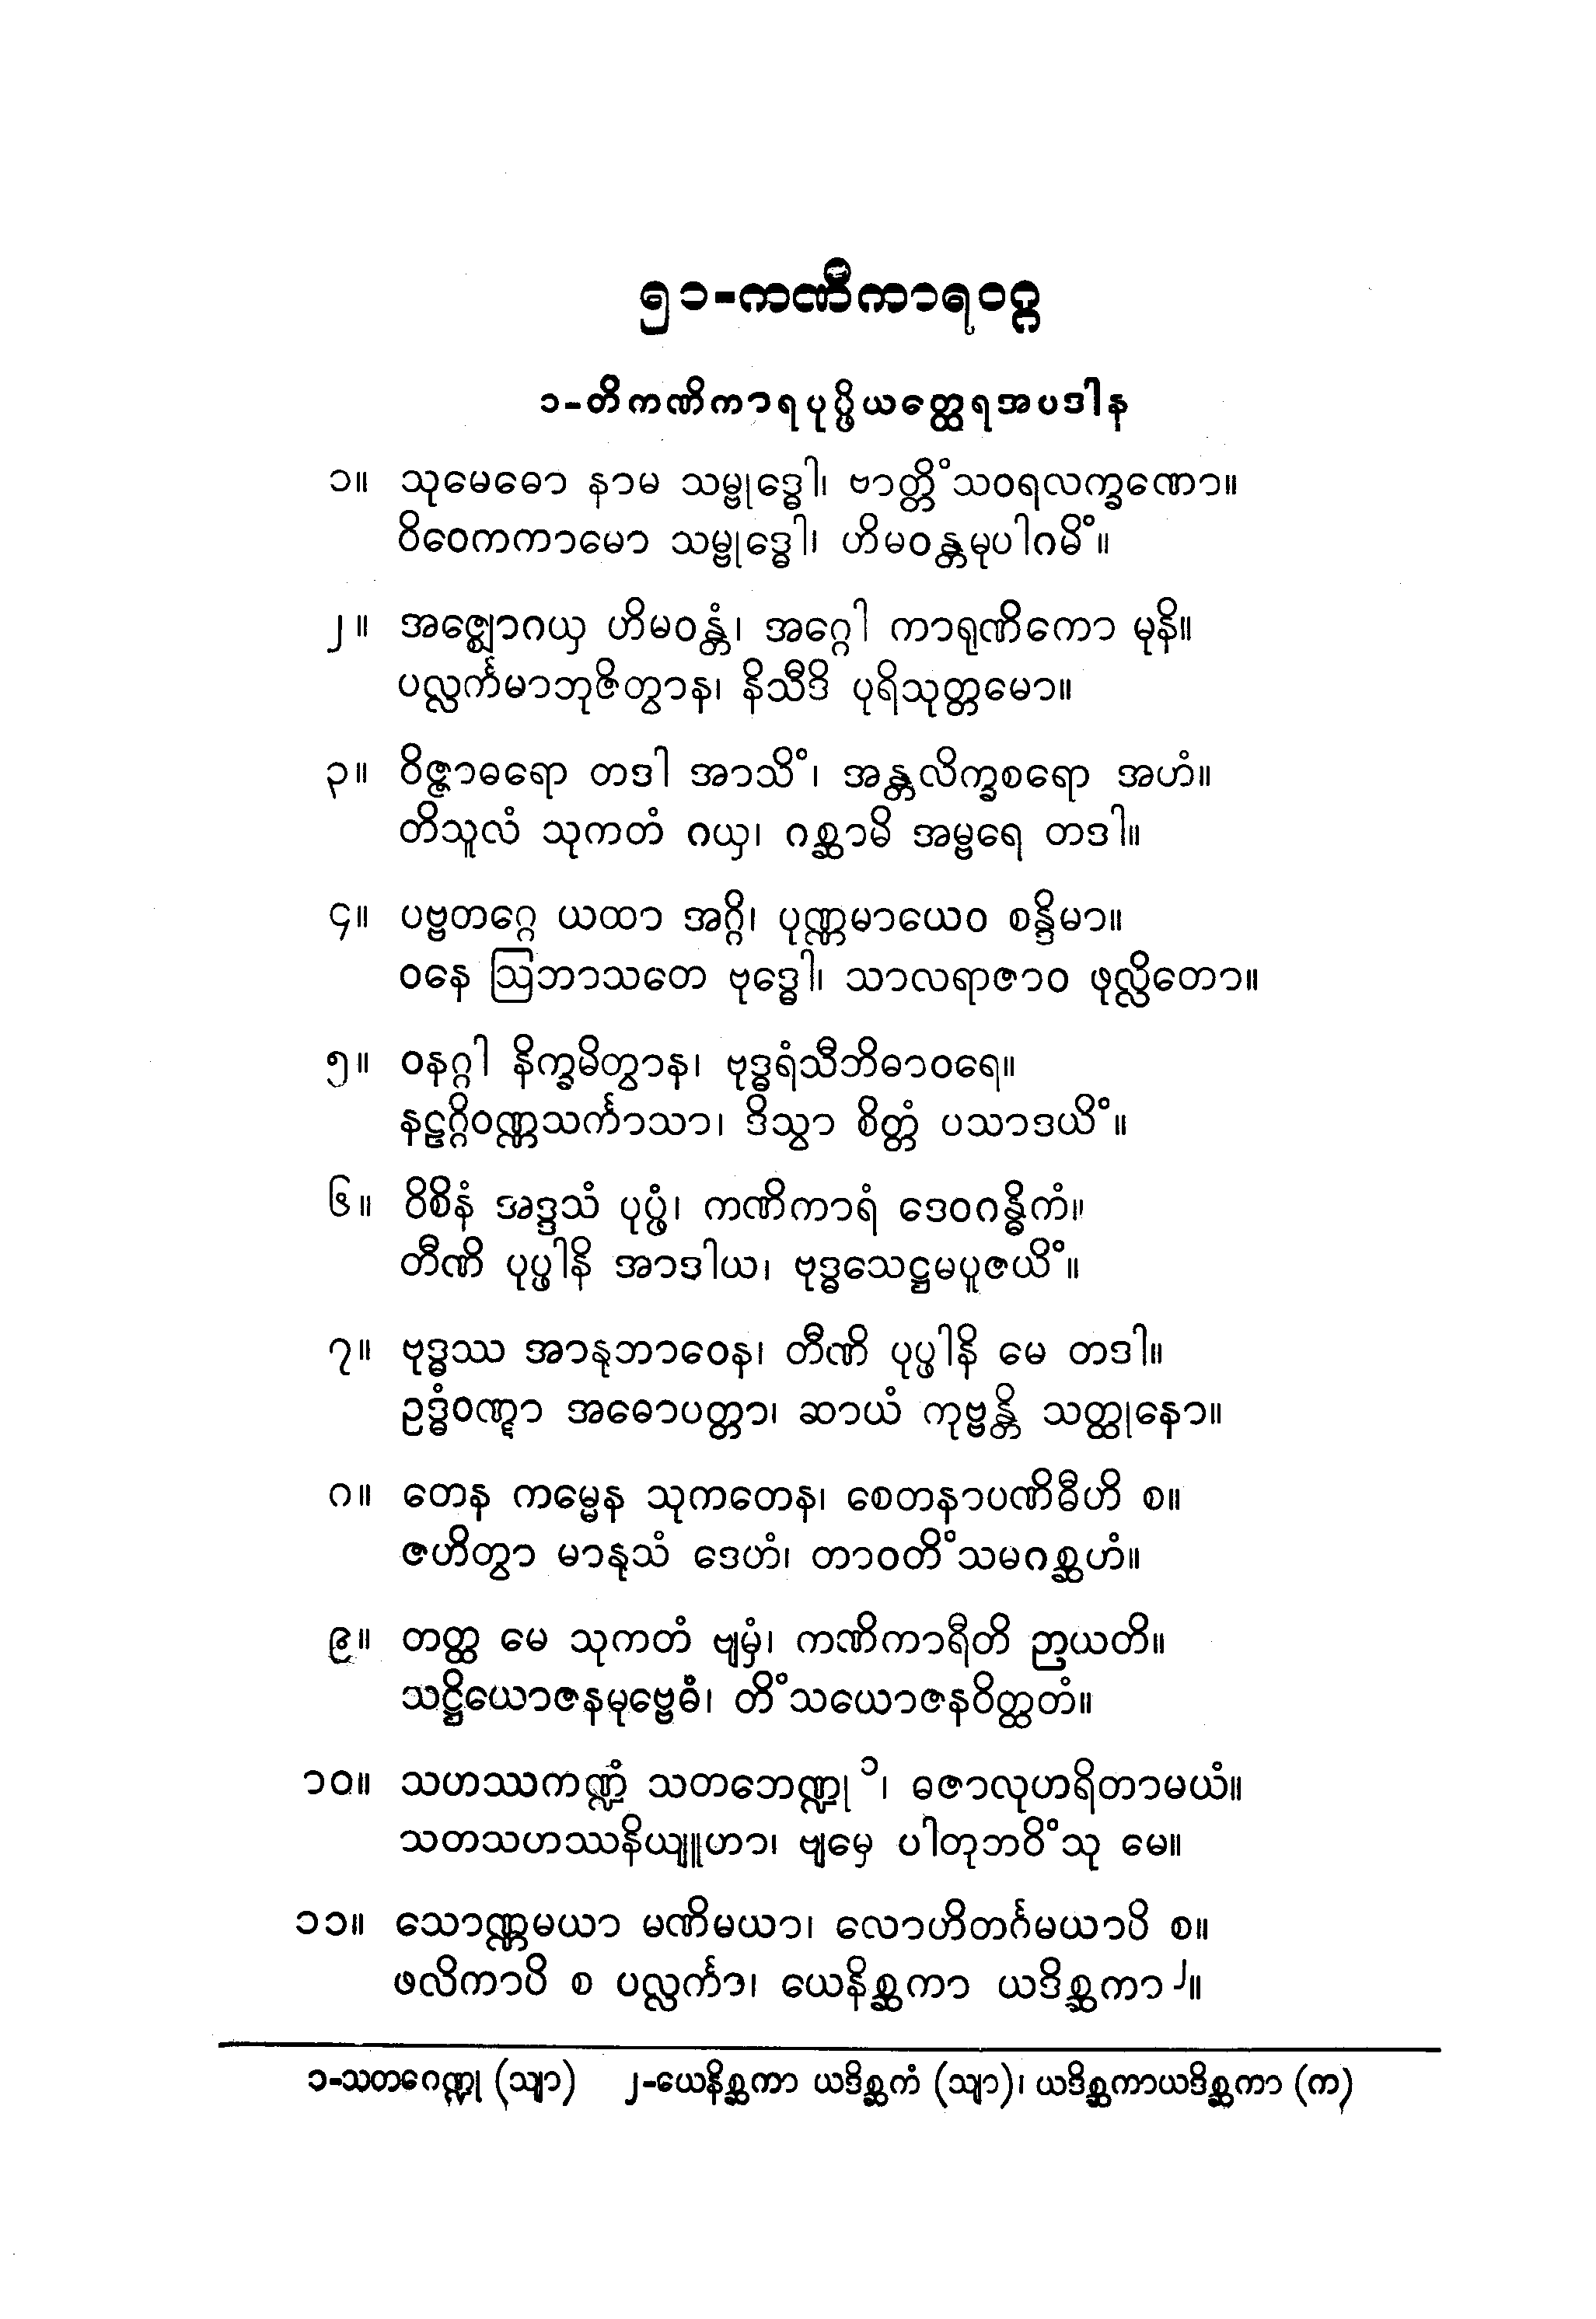 ၅၁-ကဏိကာရဝဂ္ဂ
၁-တိကဏိကာရပုပ္ဖိယတ္ထေရအပဒါန
၁။ သုမေဓော နာမ သမ္ဗုဒ္ဓေါ၊ ဗာတ္တိံသဝရလက္ခဏော။
ဝိဝေကကာမော သမ္ဗုဒ္ဓေါ၊ ဟိမဝန္တမုပါဂမိံ။
၂။ အဇ္ဈောဂယှ ဟိမဝန္တံ၊ အဂ္ဂေါ ကာရုဏိကော မုနိ။
ပလ္လင်္ကမာဘုဇိတွာန၊ နိသီဒိ ပုရိသုတ္တမော။
၃။ ဝိဇ္ဇာဓရော တဒါ အာသိံ၊ အန္တလိက္ခစရော အဟံ။
တိသူလံ သုကတံ ဂယှ၊ ဂစ္ဆာမိ အမ္ဗရေ တဒါ။
၄။ ပဗ္ဗတဂ္ဂေ ယထာ အဂ္ဂိ၊ ပုဏ္ဏမာယေဝ စန္ဒိမာ။
ဝနေ ဩဘာသတေ ဗုဒ္ဓေါ၊ သာလရာဇာဝ ဖုလ္လိတော။
၅။ ဝနဂ္ဂါ နိက္ခမိတွာန၊ ဗုဒ္ဓရံသီဘိဓာဝရေ။
နဠဂ္ဂိဝဏ္ဏသင်္ကာသာ၊ ဒိသွာ စိတ္တံ ပသာဒယိံ။
၆။ ဝိစိနံ အဒ္ဒသံ ပုပ္ဖံ၊ ကဏိကာရံ ဒေဝဂန္ဓိကံ။
တီဏိ ပုပ္ဖါနိ အာဒါယ၊ ဗုဒ္ဓသေဋ္ဌမပူဇယိံ။
၇။ ဗုဒ္ဓဿ အာနုဘာဝေန၊ တီဏိ ပုပ္ဖါနိ မေ တဒါ။
ဥဒ္ဓံဝဏ္ဋာ အဓောပတ္တာ၊ ဆာယံ ကုဗ္ဗန္တိ သတ္ထုနော။
၈။ တေန ကမ္မေန သုကတေန၊ စေတနာပဏိဓီဟိ စ။
ဇဟိတွာ မာနုသံ ဒေဟံ၊ တာဝတိံသမဂစ္ဆဟံ။
၉။ တတ္ထ မေ သုကတံ ဗျမှံ၊ ကဏိကာရီတိ ဉာယတိ။
သဋ္ဌိယောဇနမုဗ္ဗေဓံ၊ တိံသယောဇနဝိတ္ထတံ။
၁၀။ သဟဿကဏ္ဍံ သတဘေဏ္ဍု၁၊ ဓဇာလုဟရိတာမယံ။
သတသဟဿနိယျူဟာ၊ ဗျမှေ ပါတုဘဝိံသု မေ။
၁၁။ သောဏ္ဏမယာ မဏိမယာ၊ လောဟိတင်္ဂမယာပိ စ။
ဖလိကာပိ စ ပလ္လင်္ကာ၊ ယေနိစ္ဆကာ ယဒိစ္ဆကာ၂။
၁-သတဂေဏ္ဍု (သျာ) ၂-ယေနိစ္ဆကာ ယဒိစ္ဆကံ (သျာ)၊ ယဒိစ္ဆကာယဒိစ္ဆကာ (က)